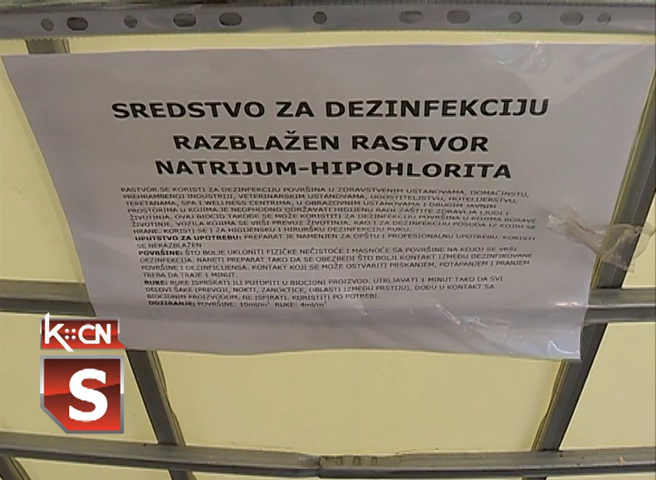 SREDSTVO ZA DEZINFEKCIJU
RAZBLAŽEN RASTVOR
NATRIJUM-HIPOHLORITA
RASTVOR SE KORISTI ZA DEZINFEKCIJU POVRŠINA U ZDRAVSTVENIM USTANOVAMA, DOMAĆINSTVU,
PREHRAMBENOJ INDUSTRIJI, VETERINARSKIM USTANOVAMA, UGOSTITELJSTVU, HOTELJERSTVU,
TERETANAMA, SPA I WELLNESS CENTRIMA, U OBRAZOVNIM USTANOVAMA I DRUGIM JAVNIM
PROSTORIMA U KOJIMA JE NEOPHODNO ODRŽAVATI HIGIJENU RADI ZAŠTITE ZDRAVLJA LJUDI I
ŽIVOTINJA. OVAJ BIOCID TAKOĐE SE MOŽE KORISTITI ZA DEZINFEKCIJU POVRŠINA U KOJIMA BORAVE
ŽIVOTINJE, VOZILA KOJIMA SE VRŠI PREVOZ ŽIVOTINJA, KAO I ZA DEZINFEKCIJU POSUĐA IZ KOJIH SE
HRANE. KORISTI SE I ZA HIGIJENSKU I HIRURŠKU DEZINFEKCIJU RUKU.
UPUTSTVO ZA UPOTREBU: PREPARAT JE NAMENJEN ZA OPŠTU I PROFESIONALNU UPOTREBU. KORISTI
SE NERAZBLAŽEN
POVRŠINE: ŠTO BOLJE UKLONITI FIZIČKE NEČISTOĆE I MASNOĆE SA POVRŠINE NA KOJOJ SE VRŠI
DEZINFEKCIJA. NANETI PREPARAT TAKO DA SE OBEZBEDI ŠTO BOLJI KONTAKT IZMEĐU DEZINFIKOVANE
POVRŠINE I DEZINFICIJENSA. KONTAKT KOJI SE MOŽE OSTVARITI PRSKANJEM, POTAPANJEM I PRANJEM
TREBA DA TRAJE 1 MINUT.
RUKE: RUKE ISPRSKATI ILI POTOPITI U BIOCIDNI PROIZVOD, UTRLJAVATI 1 MINUT TAKO DA SVI
DELOVI ŠAKE (PREVOJI, NOKTI, ZANOKTICE, OBLASTI IZMEĐU PRSTIJU), DOĐU U KONTAKT SA
BIOCIDNIM PROIZVODOM. NE ISPIRATI. KORISTITI PO POTREBI.
DOZIRANJE: POVRŠINE: 10ml/m² RUKE: 4ml/m²
K::CN
S